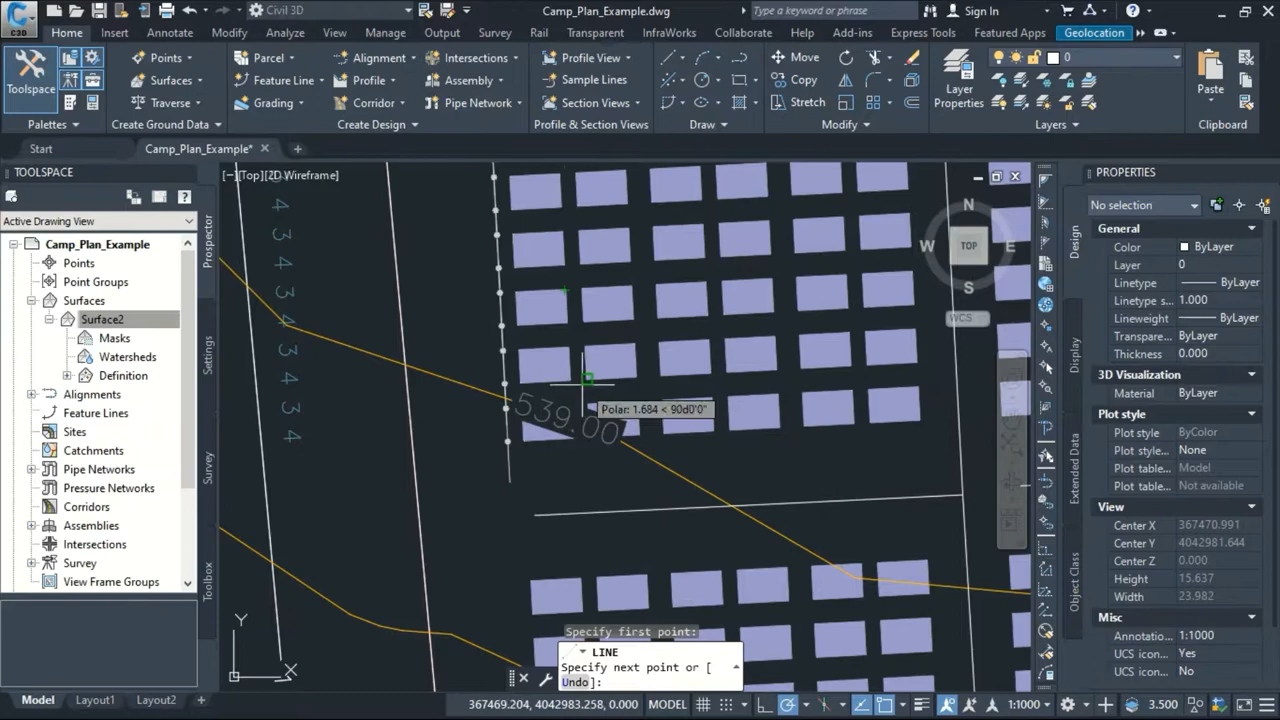 Civil 3D
Camp_Plan_Example.dwg
Type a keyword or phrase
Sign In
C3D
Home
Insert
Annotate
Modify
Analyze
View
Manage
Output
Survey
Rail
Transparent
InfraWorks
Collaborate
Help
Add-ins
Express Tools
Featured Apps
Geolocation
Toolspace
Palettes
Points
Surfaces
Traverse
Create Ground Data
Parcel
Feature Line
Grading
Alignment
Profile
Corridor
Intersections
Assembly
Pipe Network
Create Design
Profile View
Sample Lines
Section Views
Profile & Section Views
Draw
Move
Copy
Stretch
Modify
Layer
Properties
0
Layers
Paste
Clipboard
Start
Camp_Plan_Example*
TOOLSPACE
Active Drawing View
Camp_Plan_Example
Points
Point Groups
Surfaces
Surface2
Masks
Watersheds
Definition
Alignments
Feature Lines
Sites
Catchments
Pipe Networks
Pressure Networks
Corridors
Assemblies
Intersections
Survey
View Frame Groups
Prospector
Settings
Survey
Toolbox
[−][Top][2D Wireframe]
4
3
4
3
4
3
4
3
4
539.00
Polar: 1.684 < 90d0'0"
N
W
TOP
E
S
WCS
Y
X
Specify first point:
LINE
Specify next point or [
Undo]:
PROPERTIES
No selection
General
Color ByLayer
Layer 0
Linetype ByLayer
Linetype s... 1.000
Lineweight ByLayer
Transpare... ByLayer
Thickness 0.000
3D Visualization
Material ByLayer
Plot style
Plot style ByColor
Plot style... None
Plot table... Model
Plot table... Not available
View
Center X 367470.991
Center Y 4042981.644
Center Z 0.000
Height 15.637
Width 23.982
Misc
Annotatio... 1:1000
UCS icon... Yes
UCS icon... No
Design
Display
Extended Data
Object Class
Model
Layout1
Layout2
367469.204, 4042983.258, 0.000
MODEL
1:1000
3.500